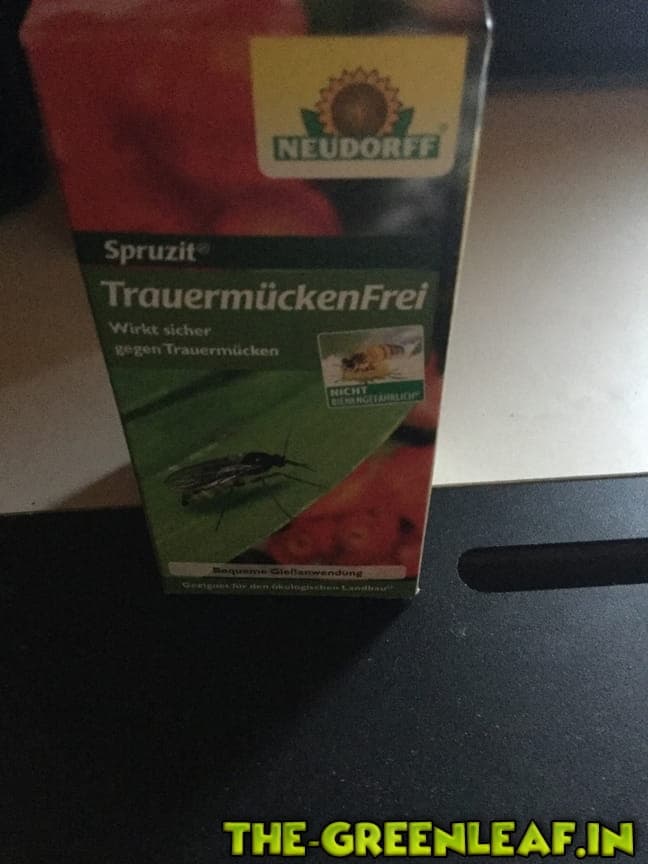 NEUDORFF®
Spruzit®
TrauermückenFrei
Wirkt sicher
gegen Trauermücken
NICHT
BIENENGEFÄHRLICH
Bequeme Gießanwendung
Geeignet für den ökologischen Landbau
THE-GREENLEAF.IN